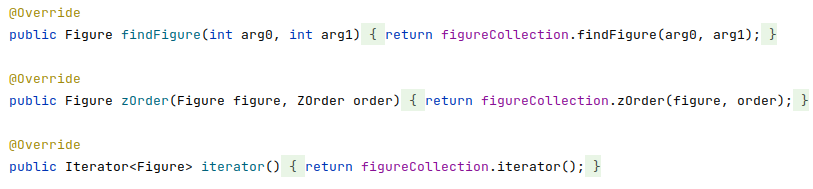 @Override
public Figure findFigure(int arg0, int arg1) { return figureCollection.findFigure(arg0, arg1); }
@Override
public Figure zOrder(Figure figure, ZOrder order) { return figureCollection.zOrder(figure, order); }
@Override
public Iterator<Figure> iterator() { return figureCollection.iterator(); }